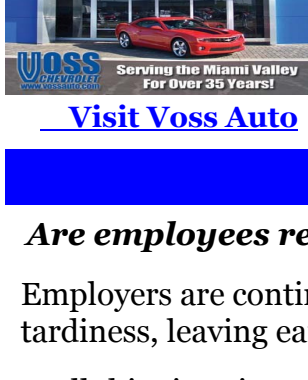 VOSS
CHEVROLET
www.vossauto.com
Serving the Miami Valley
For Over 35 Years!
Visit Voss Auto
Are employees re
Employers are contin
tardiness, leaving ea